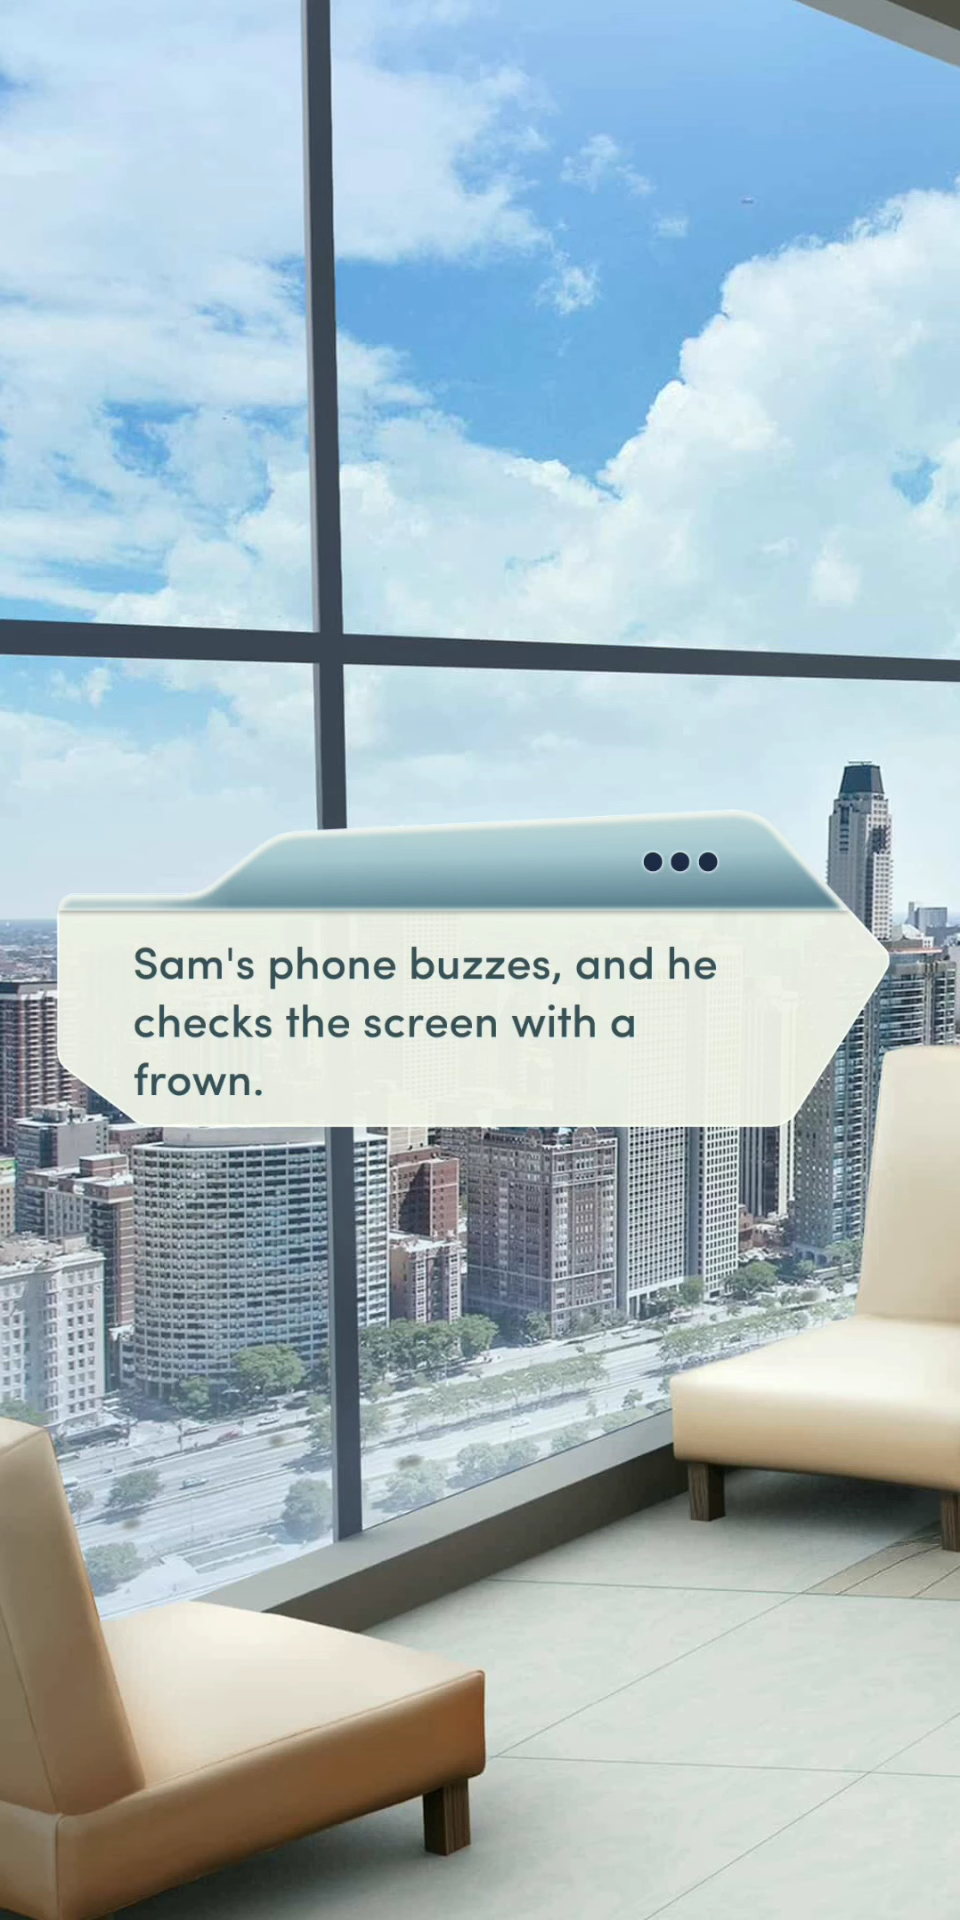 Sam's phone buzzes, and he
checks the screen with a
frown.